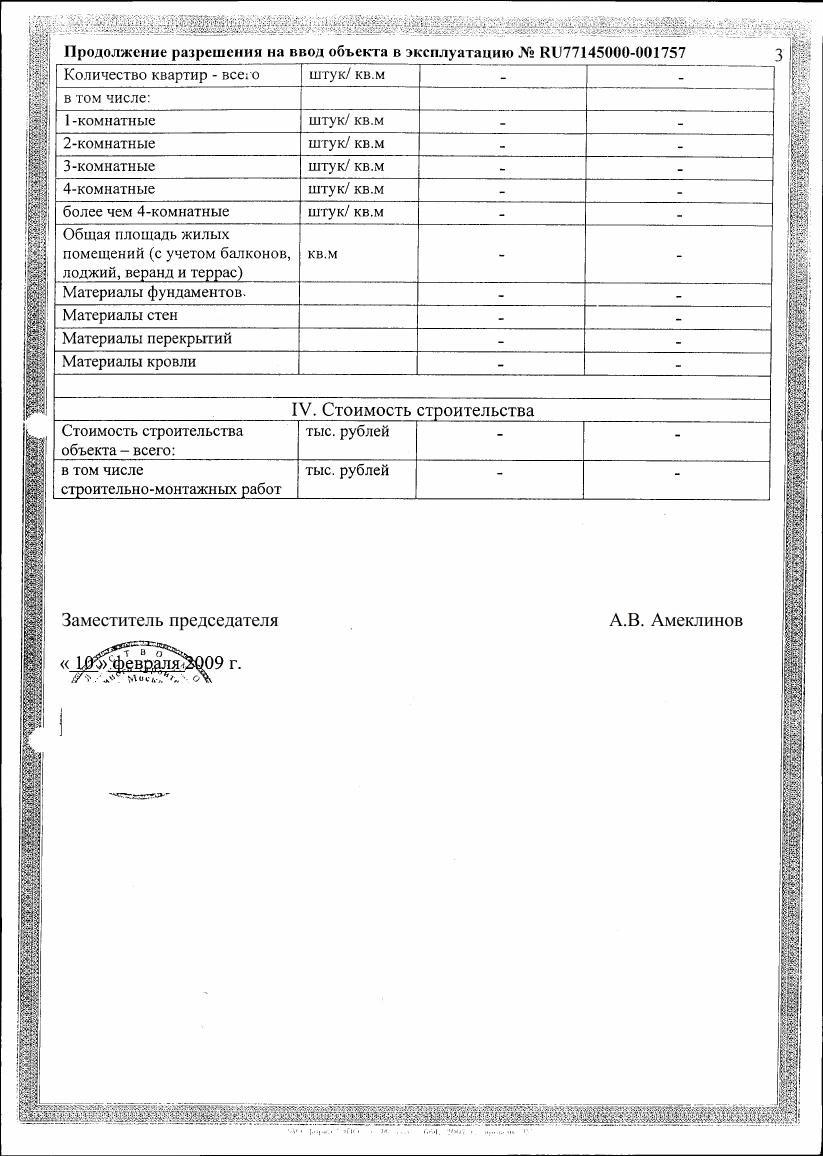 Продолжение разрешения на ввод объекта в эксплуатацию № RU77145000-001757
3
Количество квартир - всего штук/ кв.м - -
в том числе:
1-комнатные штук/ кв.м - -
2-комнатные штук/ кв.м - -
3-комнатные штук/ кв.м - -
4-комнатные штук/ кв.м - -
более чем 4-комнатные штук/ кв.м - -
Общая площадь жилых
помещений (с учетом балконов, кв.м - -
лоджий, веранд и террас)
Материалы фундаментов. - -
Материалы стен - -
Материалы перекрытий - -
Материалы кровли - -
IV. Стоимость строительства
Стоимость строительства тыс. рублей - -
объекта – всего:
в том числе тыс. рублей - -
строительно-монтажных работ
Заместитель председателя А.В. Амеклинов
« 10 » февраля 2009 г.